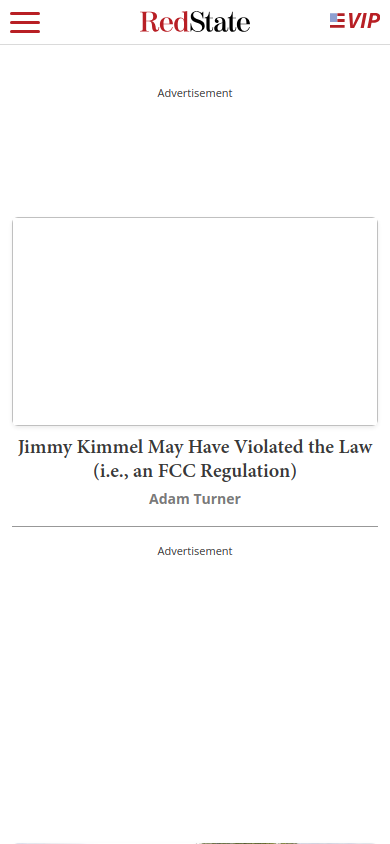 RedState
VIP
Advertisement
Jimmy Kimmel May Have Violated the Law
(i.e., an FCC Regulation)
Adam Turner
Advertisement